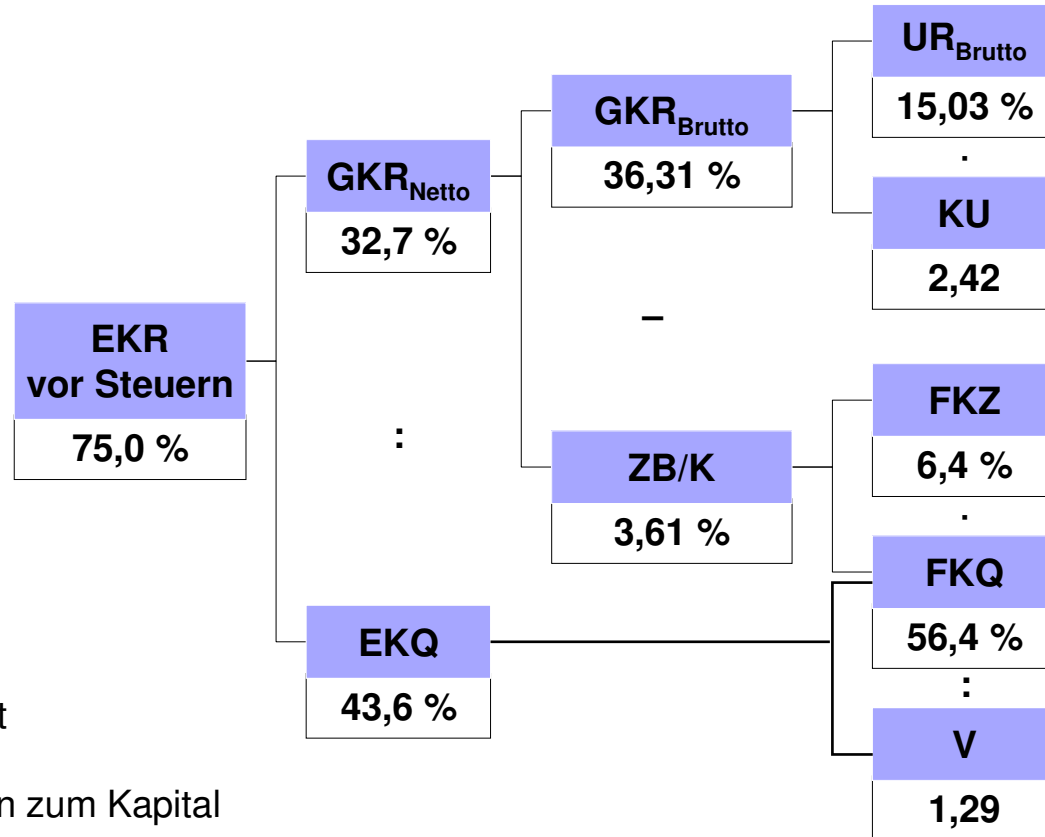 UR_Brutto
15,03 %
·
KU
2,42
GKR_Brutto
36,31 %
GKR_Netto
32,7 %
–
EKR
vor Steuern
75,0 %
:
ZB/K
3,61 %
FKZ
6,4 %
·
FKQ
56,4 %
:
V
1,29
EKQ
43,6 %
t
n zum Kapital